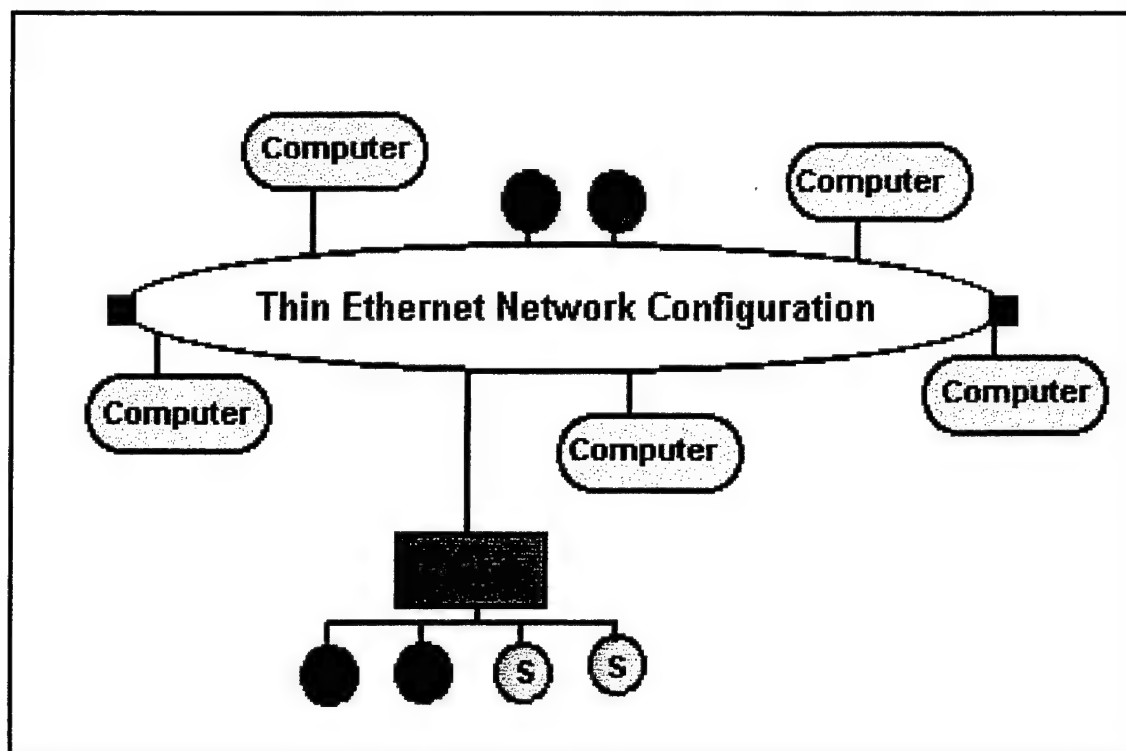 Computer
Computer
Thin Ethernet Network Configuration
Computer
Computer
Computer
S
S